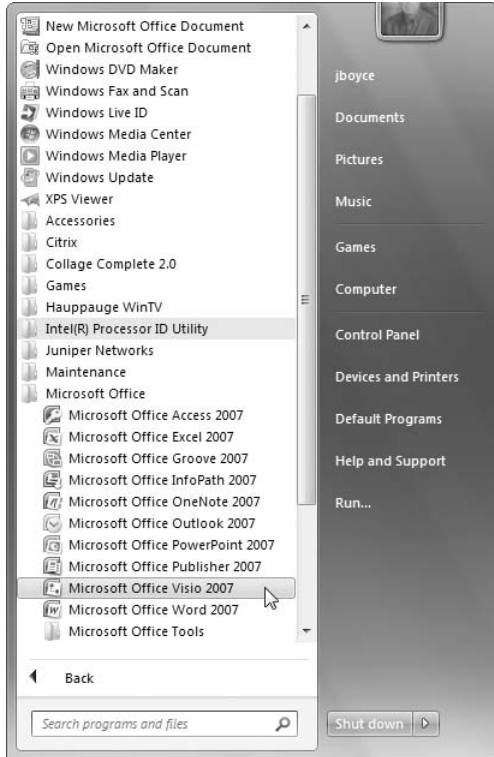 New Microsoft Office Document
Open Microsoft Office Document
Windows DVD Maker
Windows Fax and Scan
Windows Live ID
Windows Media Center
Windows Media Player
Windows Update
XPS Viewer
Accessories
Citrix
Collage Complete 2.0
Games
Hauppauge WinTV
Intel(R) Processor ID Utility
Juniper Networks
Maintenance
Microsoft Office
Microsoft Office Access 2007
Microsoft Office Excel 2007
Microsoft Office Groove 2007
Microsoft Office InfoPath 2007
Microsoft Office OneNote 2007
Microsoft Office Outlook 2007
Microsoft Office PowerPoint 2007
Microsoft Office Publisher 2007
Microsoft Office Visio 2007
Microsoft Office Word 2007
Microsoft Office Tools
Back
Search programs and files
jboyce
Documents
Pictures
Music
Games
Computer
Control Panel
Devices and Printers
Default Programs
Help and Support
Run...
Shut down